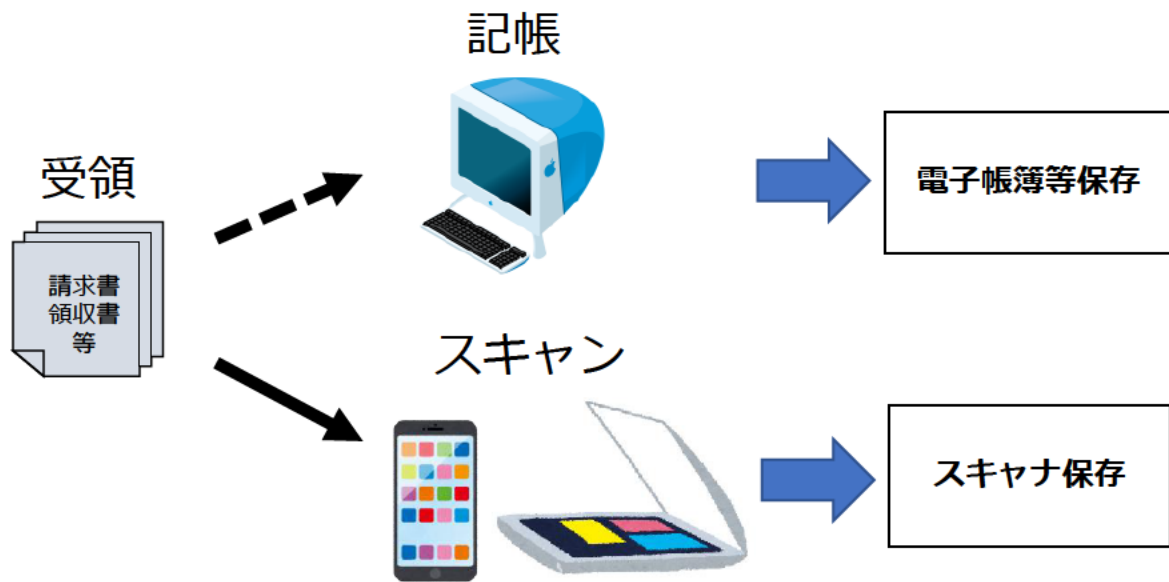 記帳
電子帳簿等保存
受領
請求書
領収書
等
スキャン
スキャナ保存